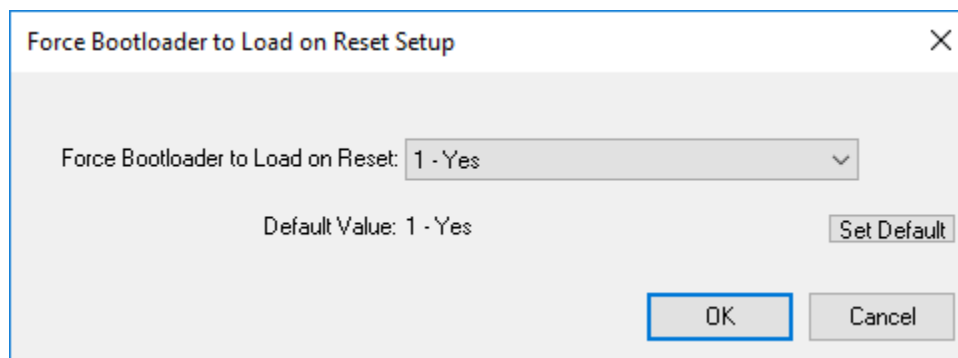 Force Bootloader to Load on Reset Setup
Force Bootloader to Load on Reset: 1 - Yes
Default Value: 1 - Yes
Set Default
OK
Cancel